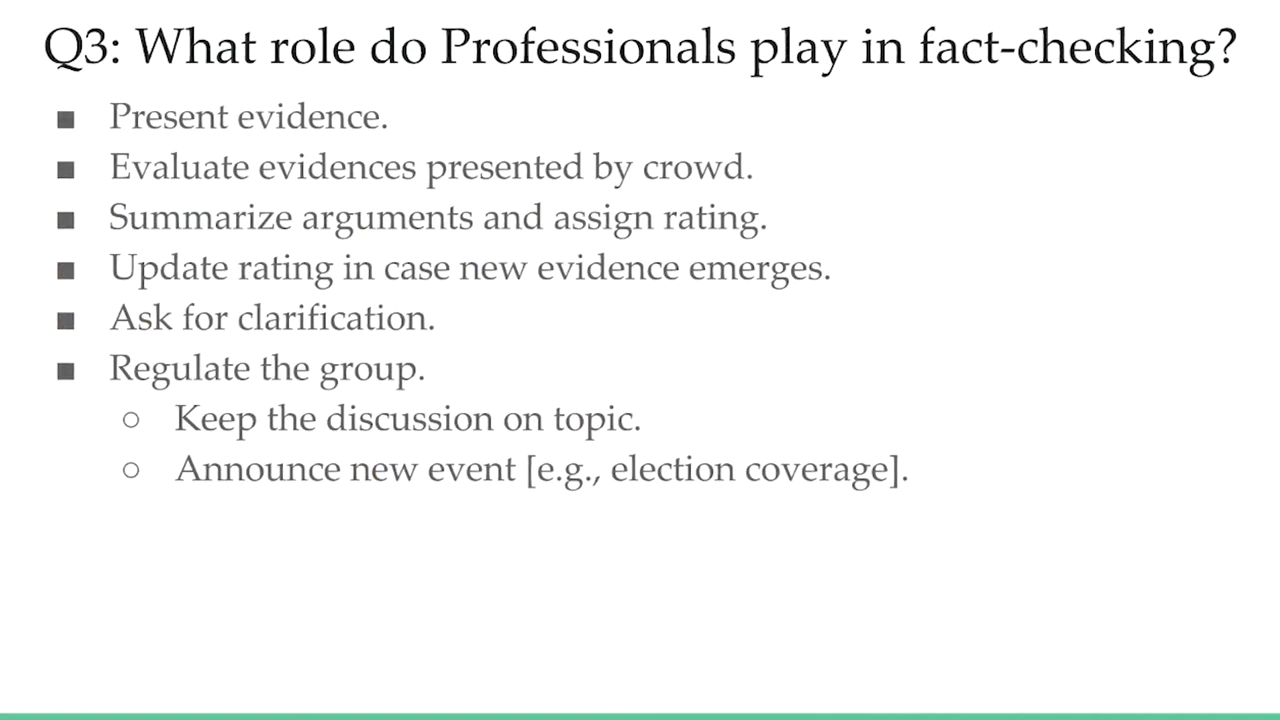 Q3: What role do Professionals play in fact-checking?
■ Present evidence.
■ Evaluate evidences presented by crowd.
■ Summarize arguments and assign rating.
■ Update rating in case new evidence emerges.
■ Ask for clarification.
■ Regulate the group.
○ Keep the discussion on topic.
○ Announce new event [e.g., election coverage].